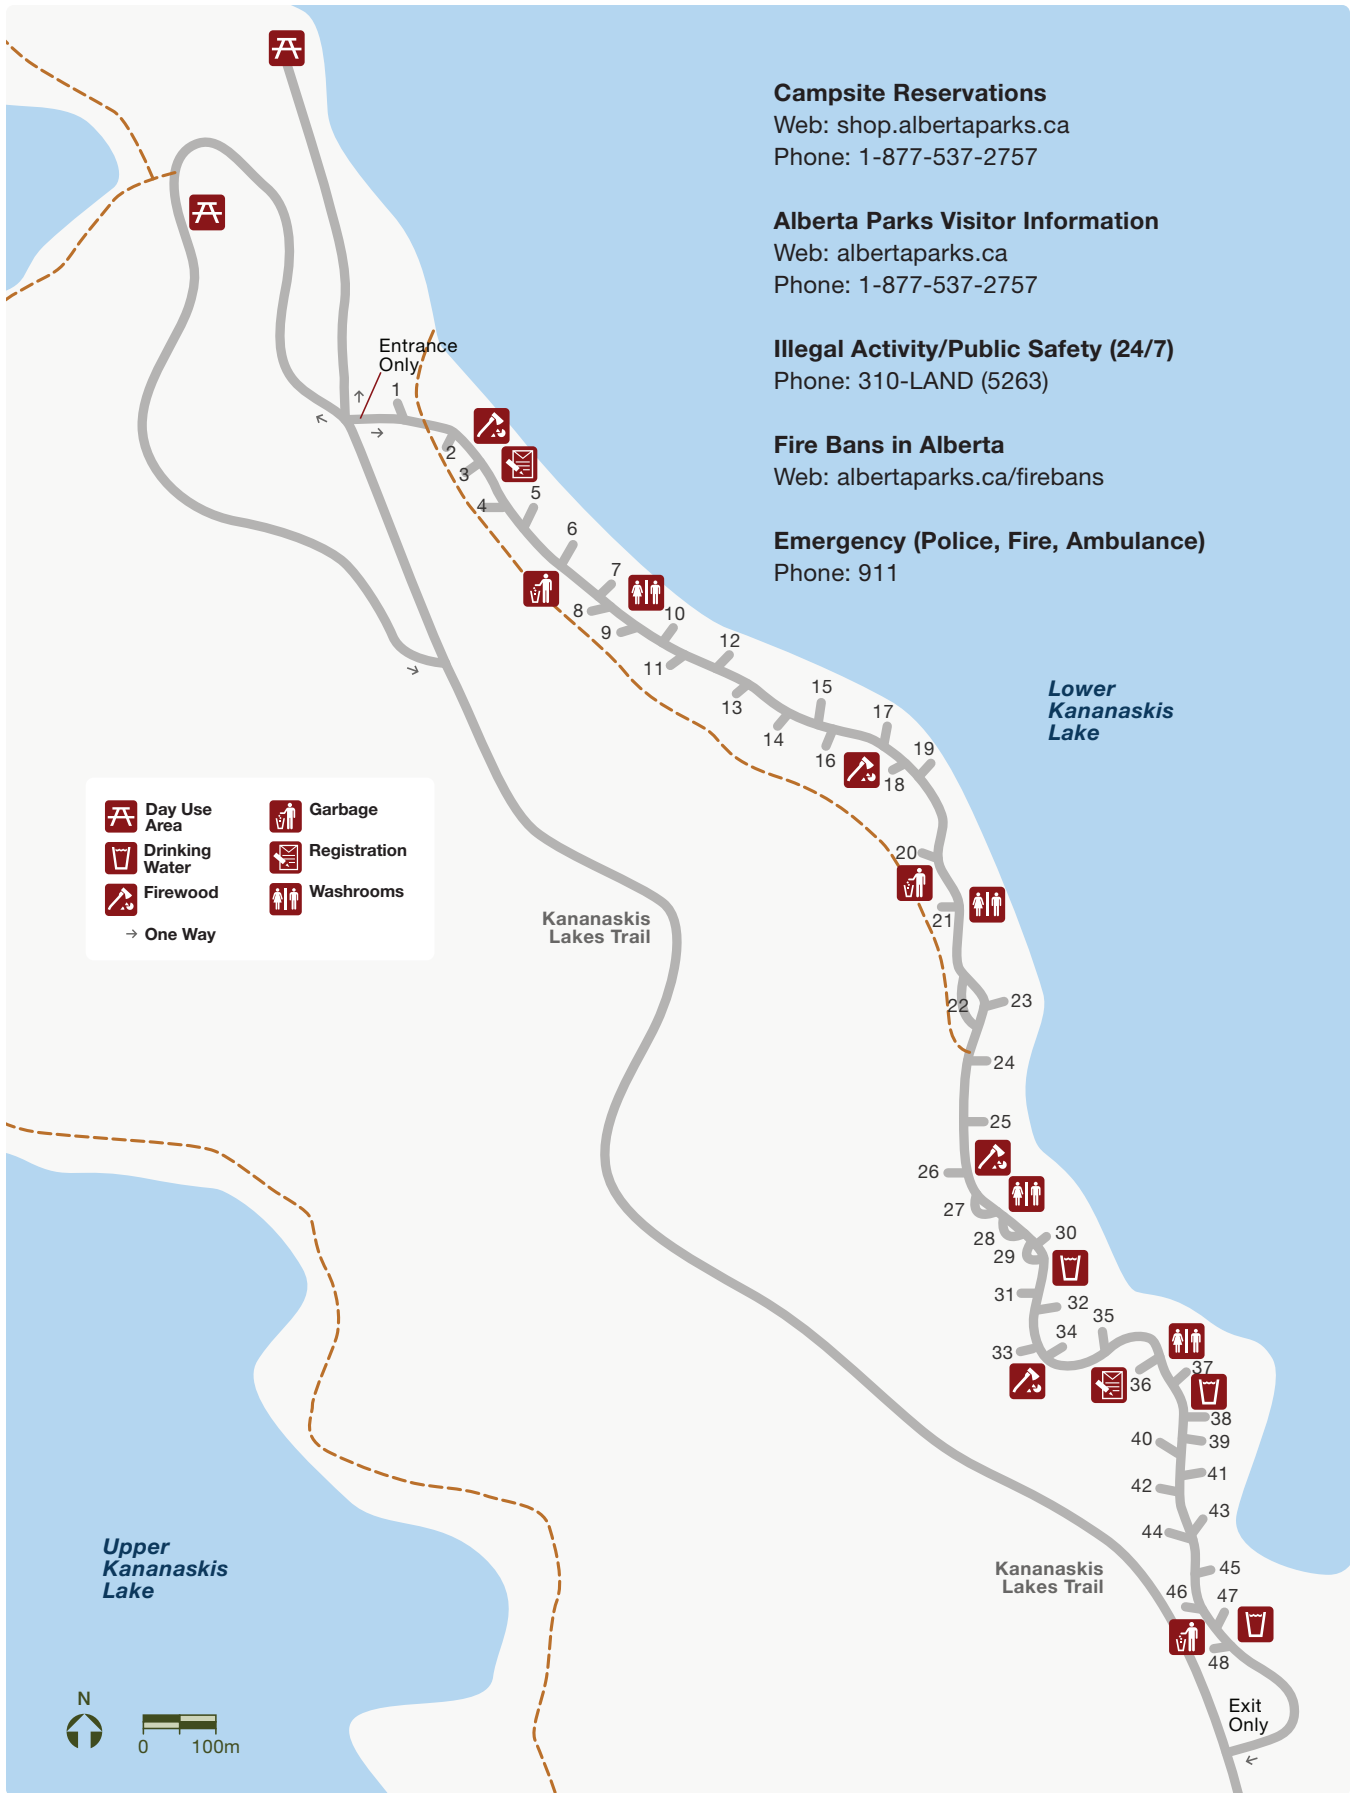 Campsite Reservations
Web: shop.albertaparks.ca
Phone: 1-877-537-2757
Alberta Parks Visitor Information
Web: albertaparks.ca
Phone: 1-877-537-2757
Illegal Activity/Public Safety (24/7)
Phone: 310-LAND (5263)
Fire Bans in Alberta
Web: albertaparks.ca/firebans
Emergency (Police, Fire, Ambulance)
Phone: 911
Entrance
Only
1
2
3
4
5
6
7
8
9
10
11
12
13
14
15
16
17
18
19
Lower
Kananaskis
Lake
Day Use
Area
Drinking
Water
Firewood
One Way
Garbage
Registration
Washrooms
20
21
22
23
24
25
26
27
28
29
30
31
32
33
34
35
36
37
38
39
40
41
42
43
44
45
46
47
48
Kananaskis
Lakes Trail
Upper
Kananaskis
Lake
Kananaskis
Lakes Trail
Exit
Only
N
0 100m